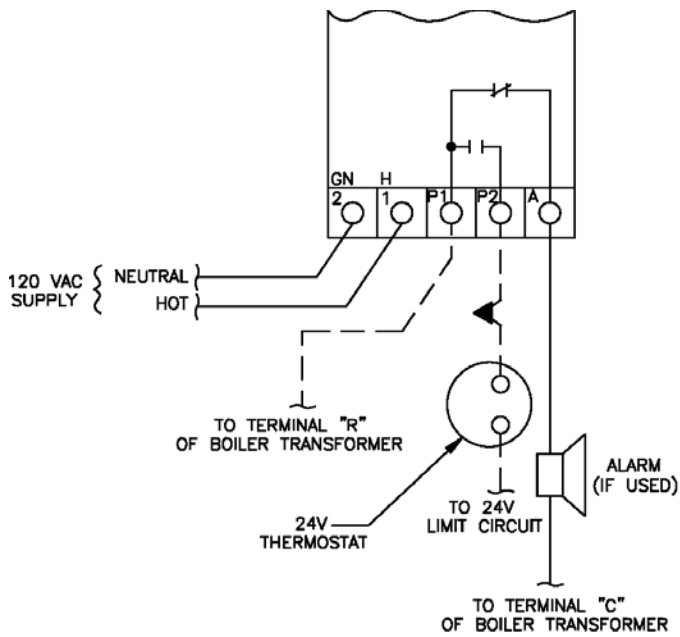 GN H
2 1 P1 P2 A
120 VAC
SUPPLY
NEUTRAL
HOT
TO TERMINAL "R"
OF BOILER TRANSFORMER
24V
THERMOSTAT
TO 24V
LIMIT CIRCUIT
ALARM
(IF USED)
TO TERMINAL "C"
OF BOILER TRANSFORMER